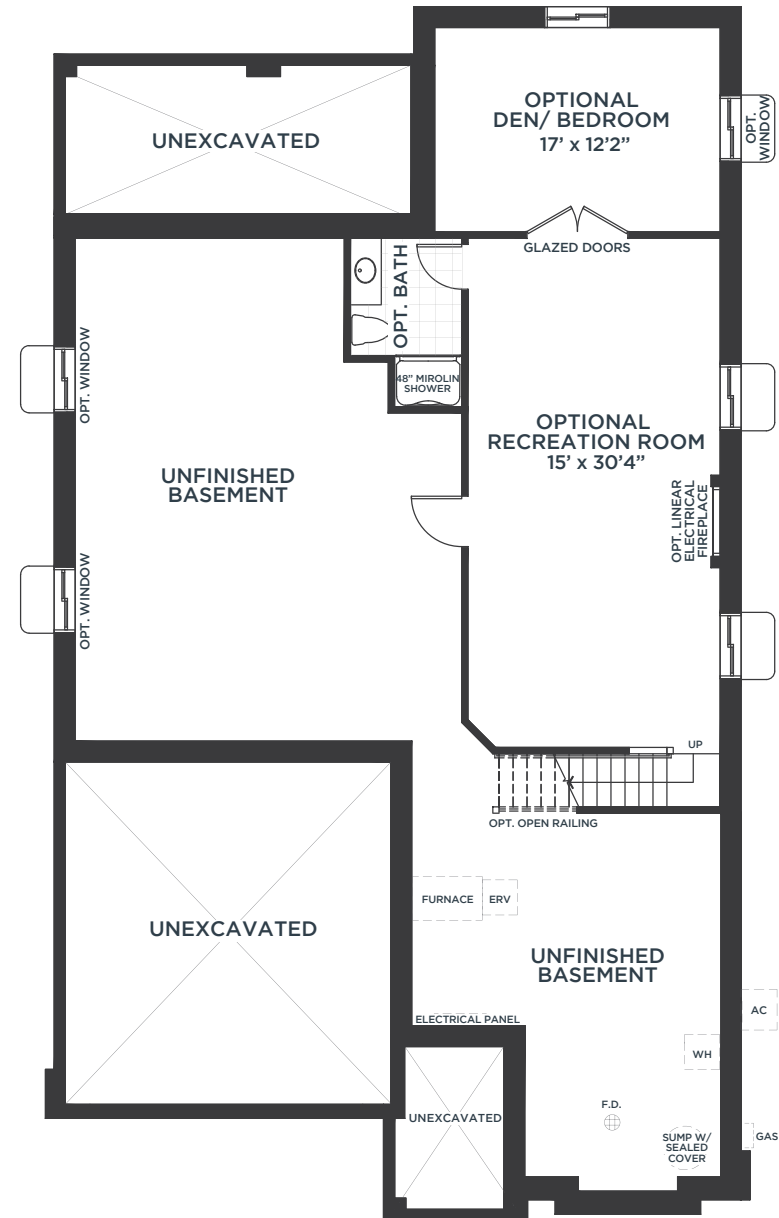 OPTIONAL
DEN/ BEDROOM
17’ x 12’2”
OPT.
WINDOW
UNEXCAVATED
GLAZED DOORS
OPT. BATH
48” MIROLIN
SHOWER
OPT. WINDOW
OPTIONAL
RECREATION ROOM
15’ x 30’4”
UNFINISHED
BASEMENT
OPT. LINEAR
ELECTRICAL
FIREPLACE
OPT. WINDOW
UP
OPT. OPEN RAILING
FURNACE
ERV
UNEXCAVATED
UNFINISHED
BASEMENT
ELECTRICAL PANEL
AC
WH
F.D.
UNEXCAVATED
SUMP W/
SEALED
COVER
GAS